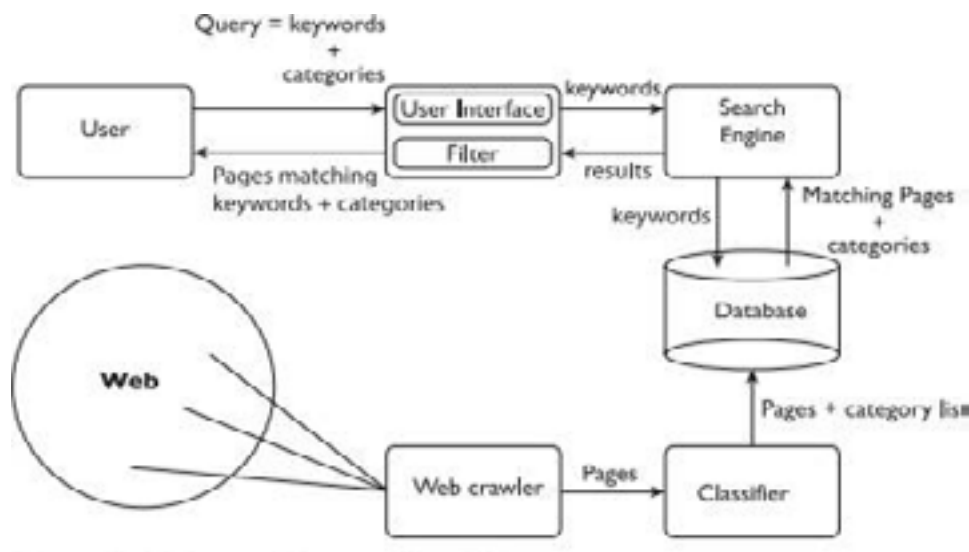 Query = keywords
+
categories
User
User Interface
Filter
keywords
results
Search
Engine
Pages matching
keywords + categories
keywords
Matching Pages
+
categories
Database
Web
Pages + category
Web crawler
Pages
Classifier